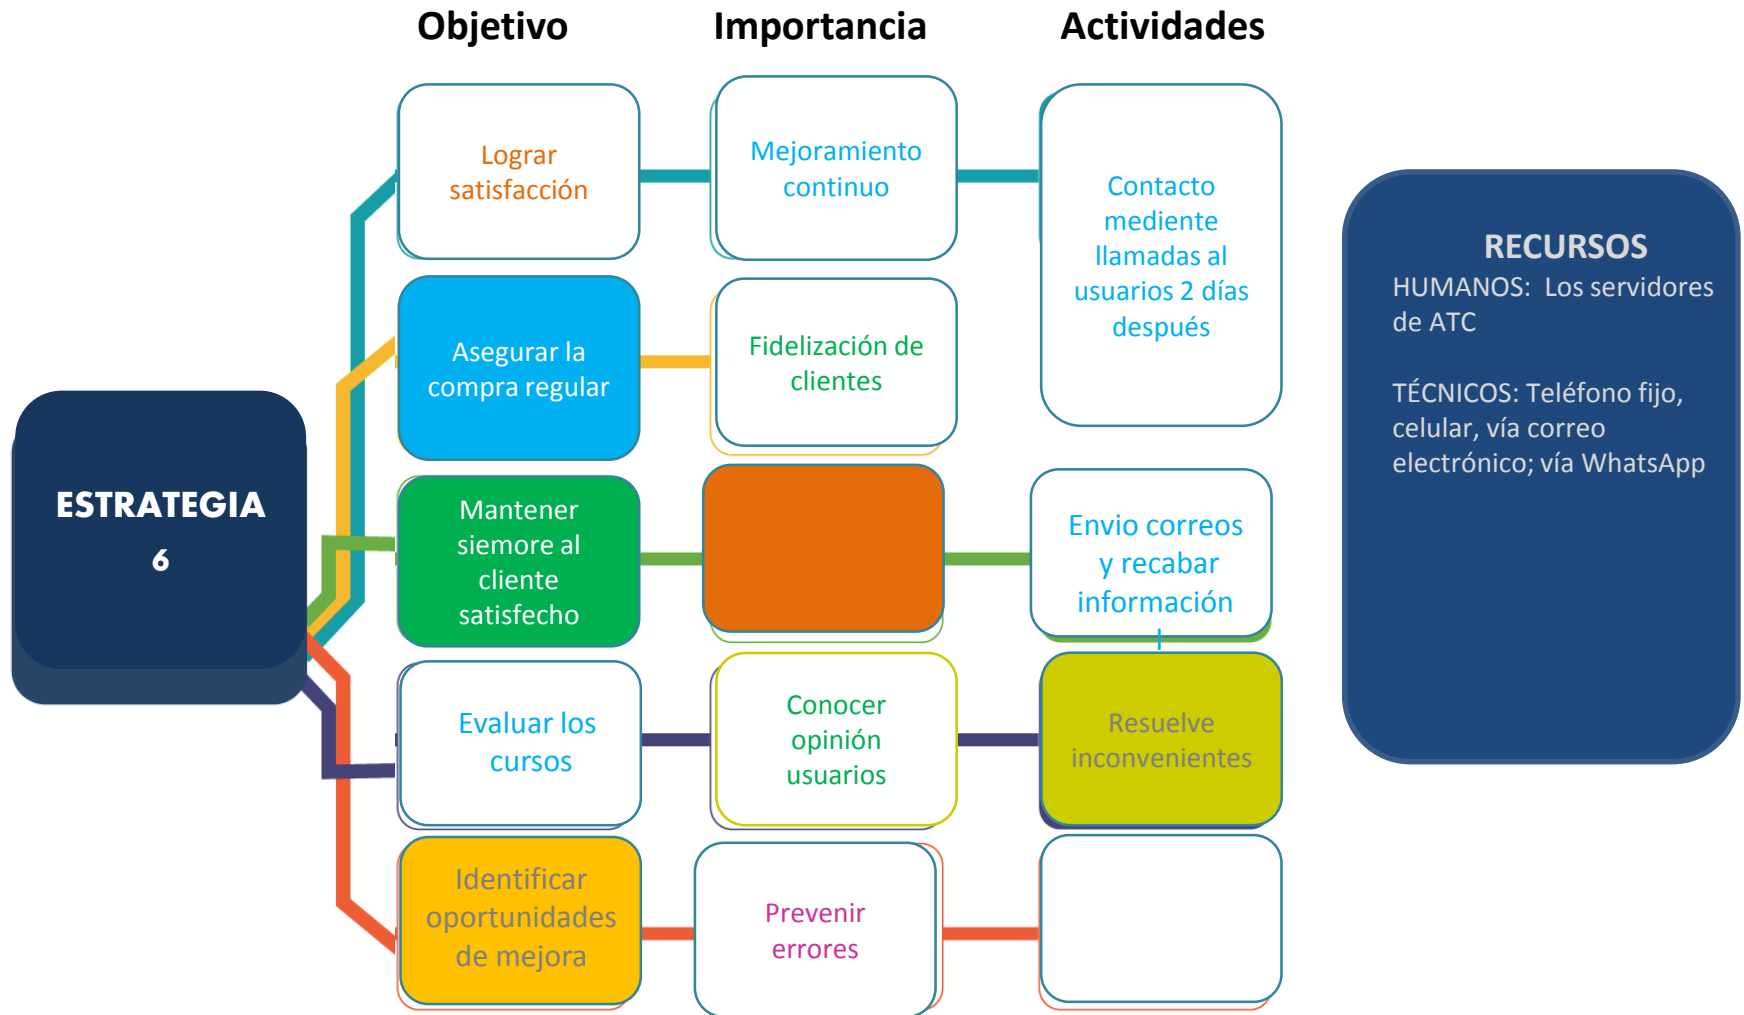 Objetivo
Importancia
Actividades
Lograr
satisfacción
Mejoramiento
continuo
Contacto
mediente
llamadas al
usuarios 2 días
después
Asegurar la
compra regular
Fidelización de
clientes
ESTRATEGIA
6
Mantener
siemore al
cliente
satisfecho
Envio correos
y recabar
información
Evaluar los
cursos
Conocer
opinión
usuarios
Resuelve
inconvenientes
Identificar
oportunidades
de mejora
Prevenir
errores
RECURSOS
HUMANOS: Los servidores
de ATC
TÉCNICOS: Teléfono fijo,
celular, vía correo
electrónico; vía WhatsApp